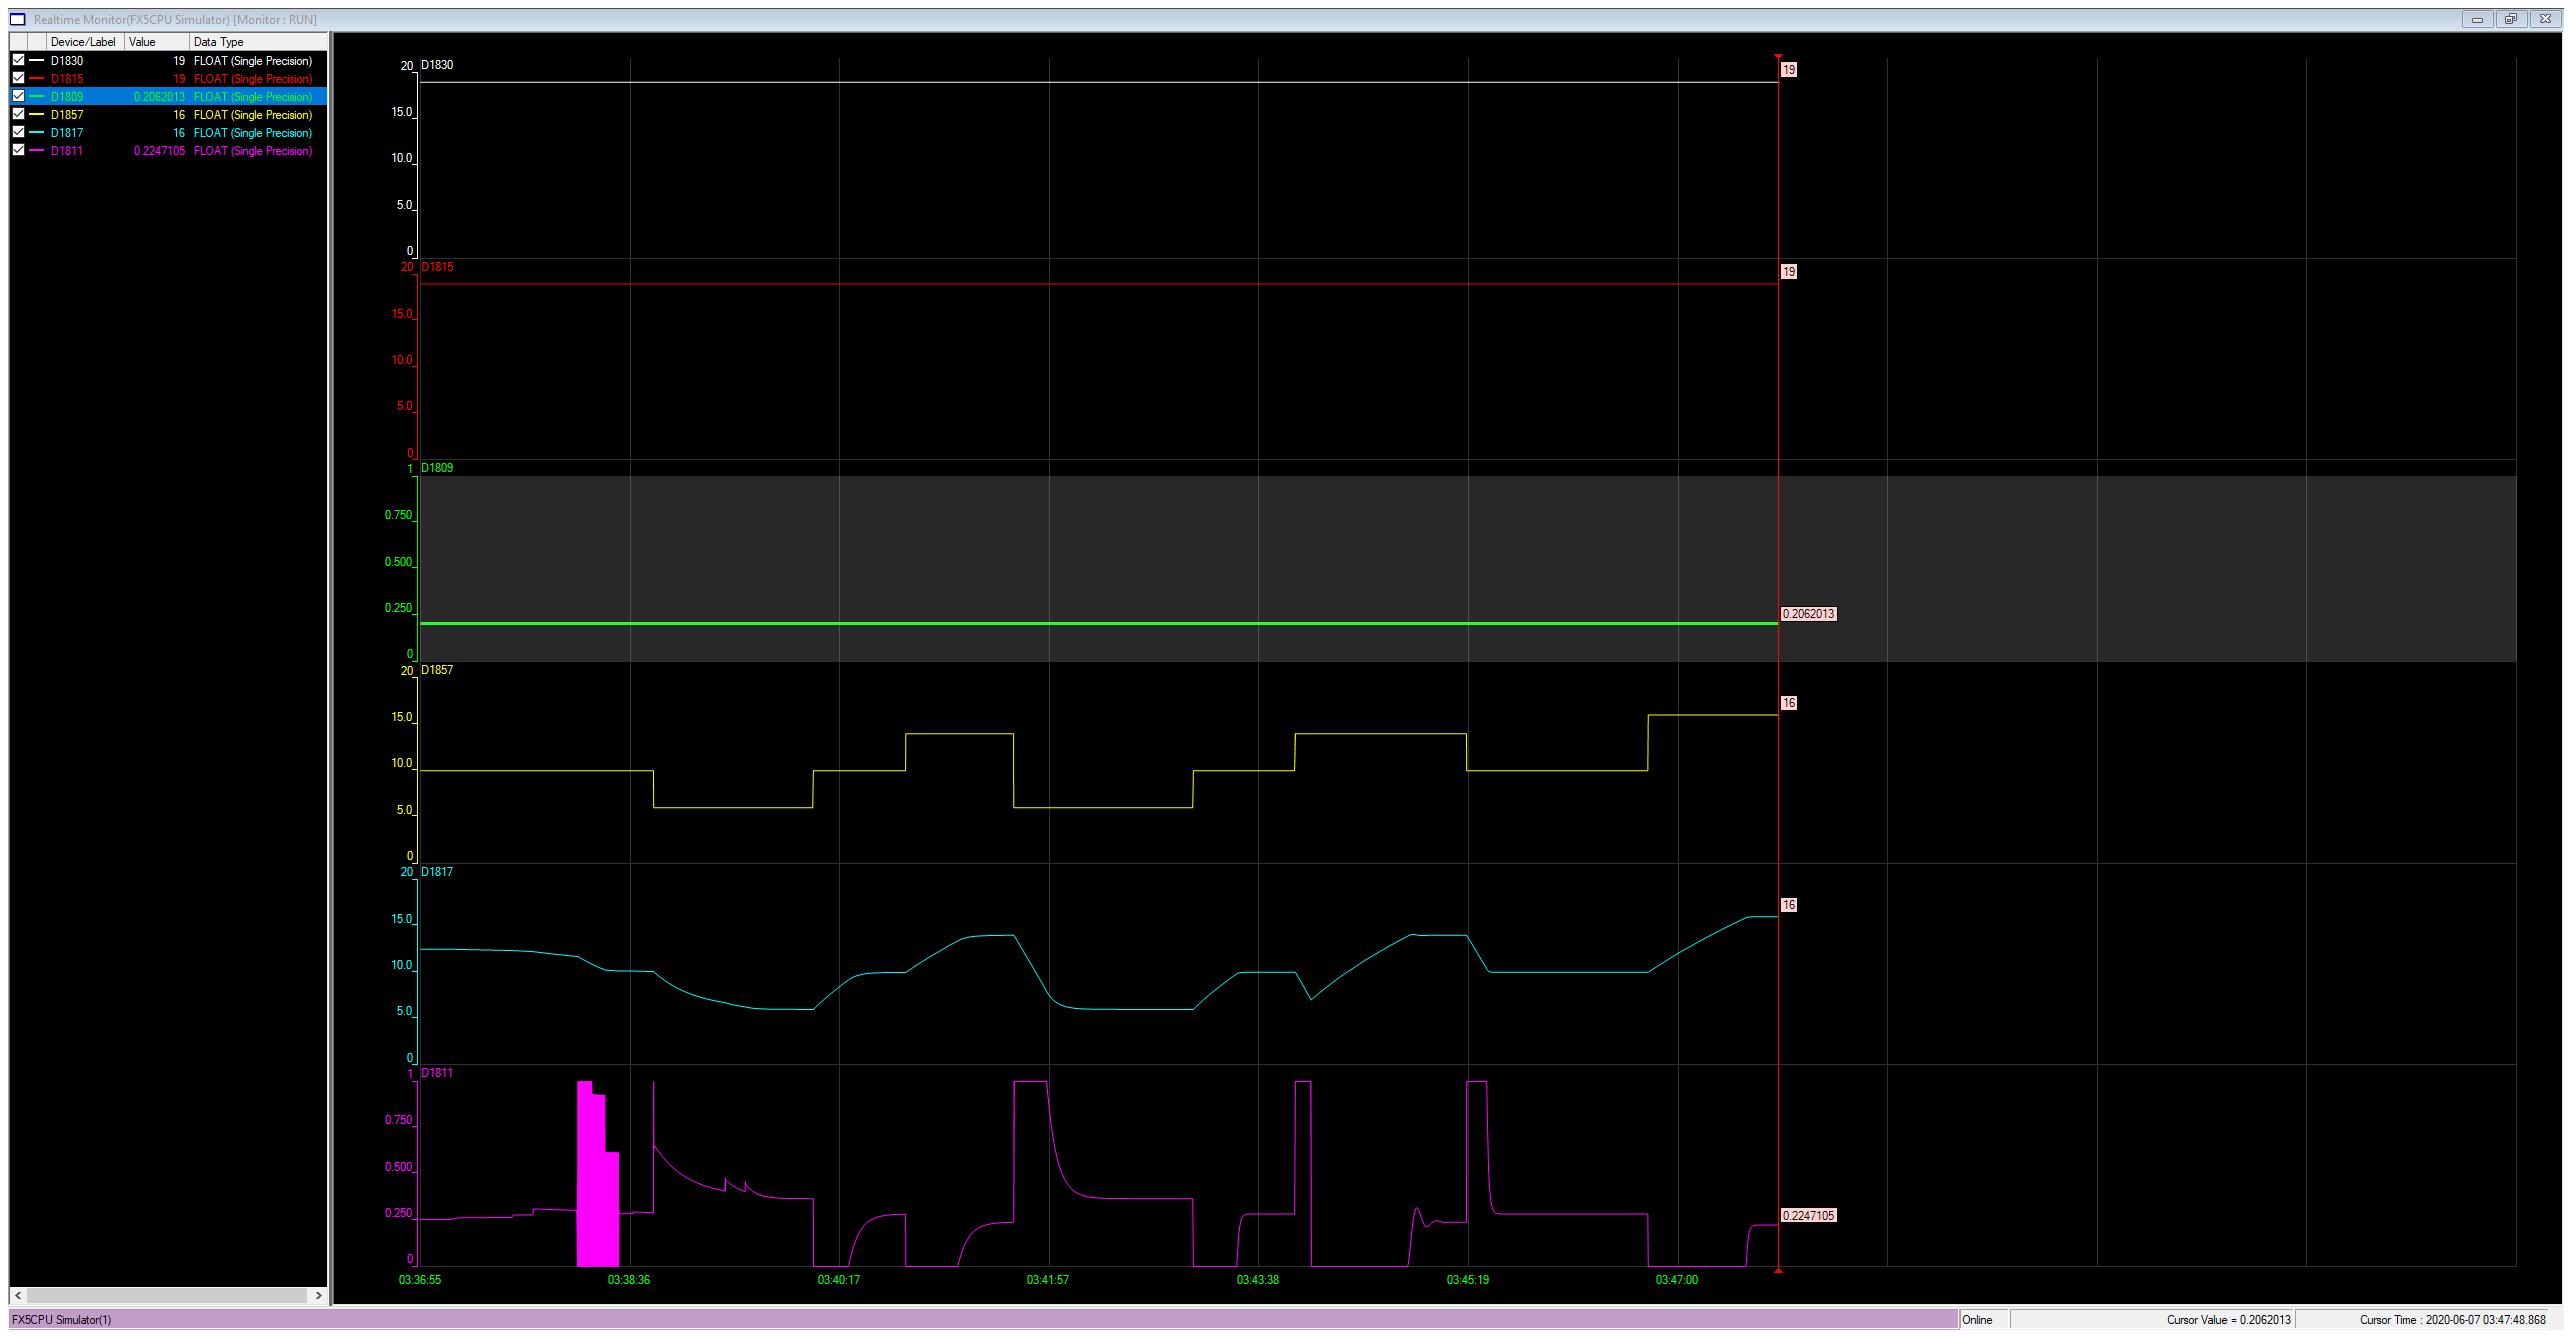 Realtime Monitor(FX5CPU Simulator) [Monitor : RUN]
Device/Label Value Data Type
D1830 19 FLOAT (Single Precision)
D1815 19 FLOAT (Single Precision)
D1809 0.2062013 FLOAT (Single Precision)
D1857 16 FLOAT (Single Precision)
D1817 16 FLOAT (Single Precision)
D1811 0.2247105 FLOAT (Single Precision)
20 D1830
19
15.0
10.0
5.0
0
20 D1815
19
15.0
10.0
5.0
0
1 D1809
0.750
0.500
0.250
0.2062013
0
20 D1857
16
15.0
10.0
5.0
0
20 D1817
16
15.0
10.0
5.0
0
1 D1811
0.750
0.500
0.250
0.2247105
0
03:36:55 03:38:36 03:40:17 03:41:57 03:43:38 03:45:19 03:47:00
FX5CPU Simulator(1) Online Cursor Value = 0.2062013 Cursor Time : 2020-06-07 03:47:48.868